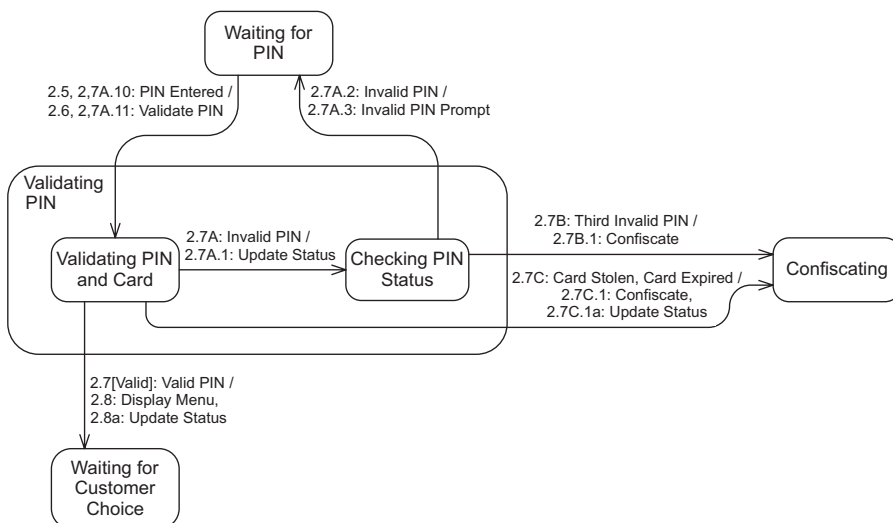 Waiting for
PIN
2.5, 2,7A.10: PIN Entered /
2.6, 2,7A.11: Validate PIN
2.7A.2: Invalid PIN /
2.7A.3: Invalid PIN Prompt
Validating
PIN
2.7A: Invalid PIN /
2.7A.1: Update Status
Validating PIN
and Card
Checking PIN
Status
2.7B: Third Invalid PIN /
2.7B.1: Confiscate
Confiscating
2.7C: Card Stolen, Card Expired /
2.7C.1: Confiscate,
2.7C.1a: Update Status
2.7[Valid]: Valid PIN /
2.8: Display Menu,
2.8a: Update Status
Waiting for
Customer
Choice